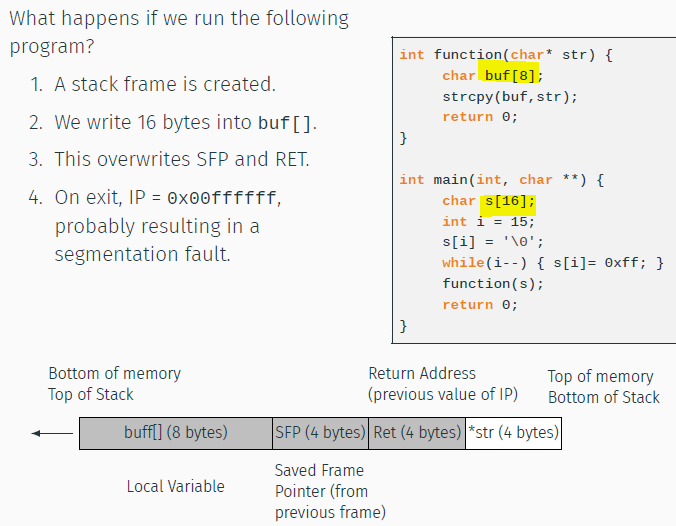 What happens if we run the following
program?
1. A stack frame is created.
2. We write 16 bytes into buf[].
3. This overwrites SFP and RET.
4. On exit, IP = 0x00ffffff,
probably resulting in a
segmentation fault.
int function(char* str) {
char buf[8];
strcpy(buf,str);
return 0;
}
int main(int, char **) {
char s[16];
int i = 15;
s[i] = '\0';
while(i--) { s[i]= 0xff; }
function(s);
return 0;
}
Bottom of memory
Top of Stack
Return Address
(previous value of IP)
Top of memory
Bottom of Stack
buff[] (8 bytes)
SFP (4 bytes)
Ret (4 bytes)
*str (4 bytes)
Local Variable
Saved Frame
Pointer (from
previous frame)